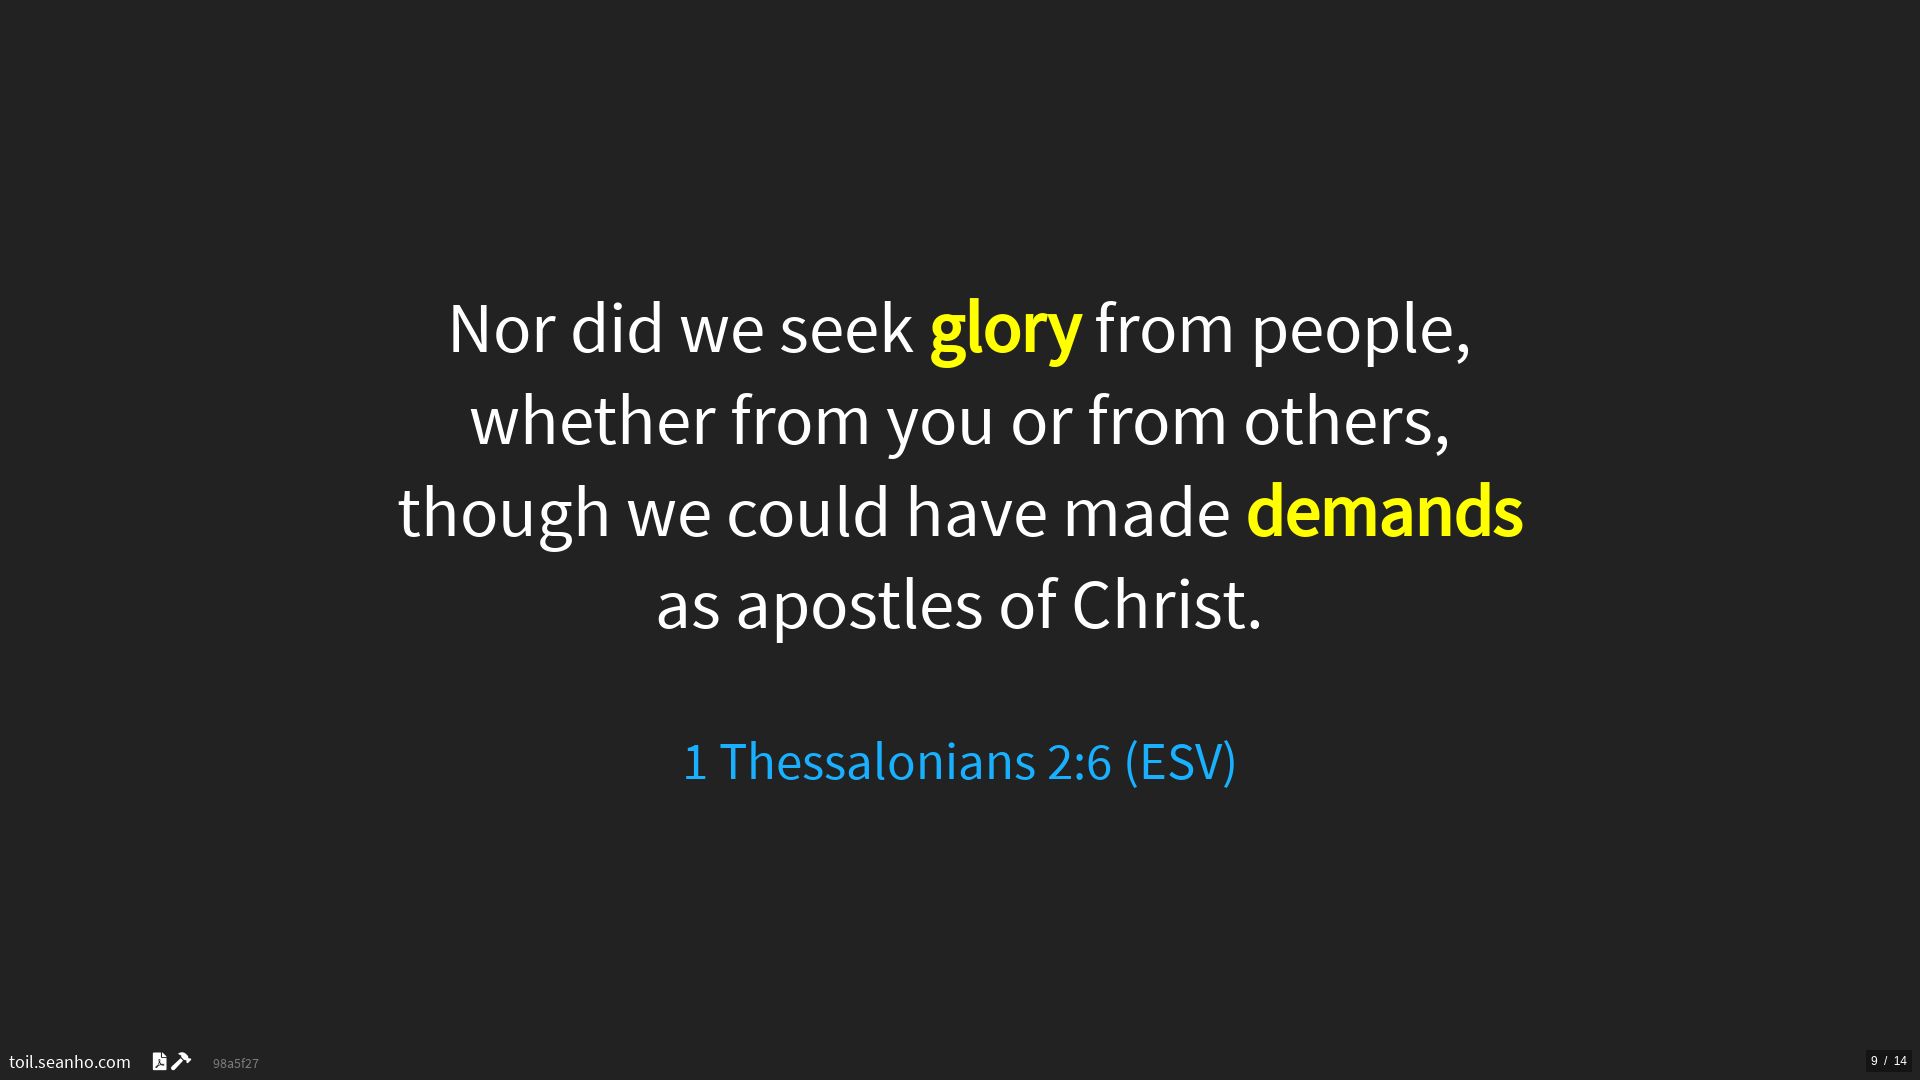 Nor did we seek glory from people,
whether from you or from others,
though we could have made demands
as apostles of Christ.
1 Thessalonians 2:6 (ESV)
toil.seanho.com 98a5f27
9 / 14